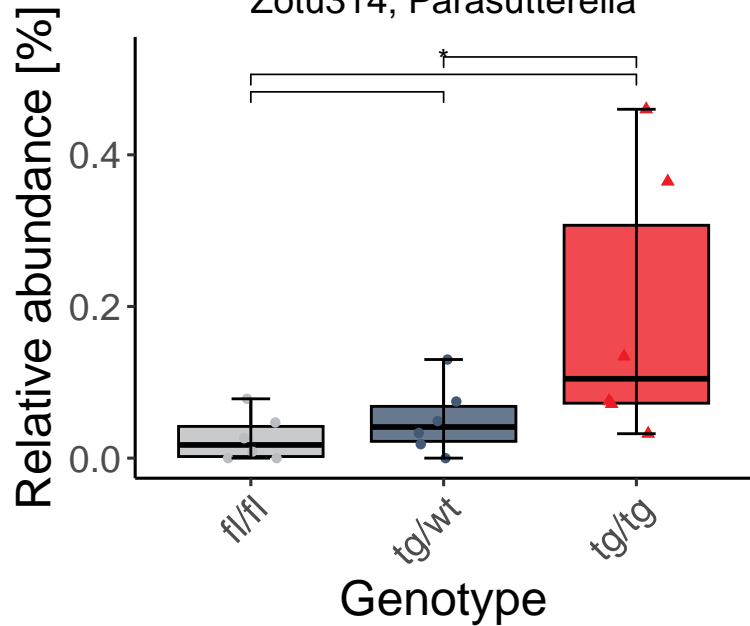 Zotu314, Parasutterella
*
Relative abundance [%]
0.4
0.2
0.0
fl/fl
tg/wt
tg/tg
Genotype